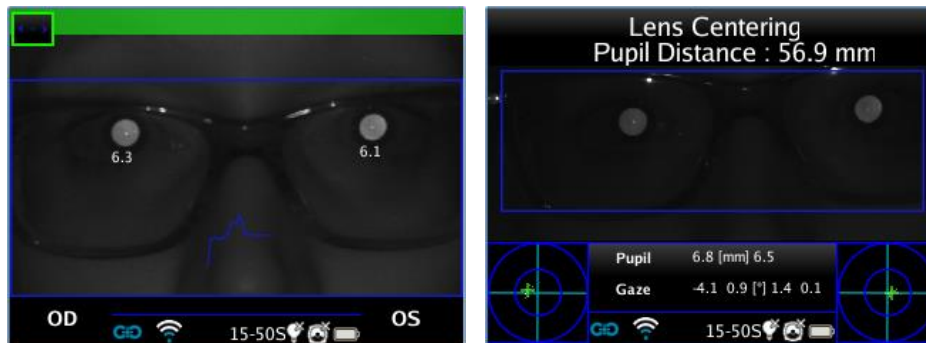 6.3
6.1
OD
OS
15-50S
Lens Centering
Pupil Distance : 56.9 mm
Pupil 6.8 [mm] 6.5
Gaze -4.1 0.9 [°] 1.4 0.1
15-50S